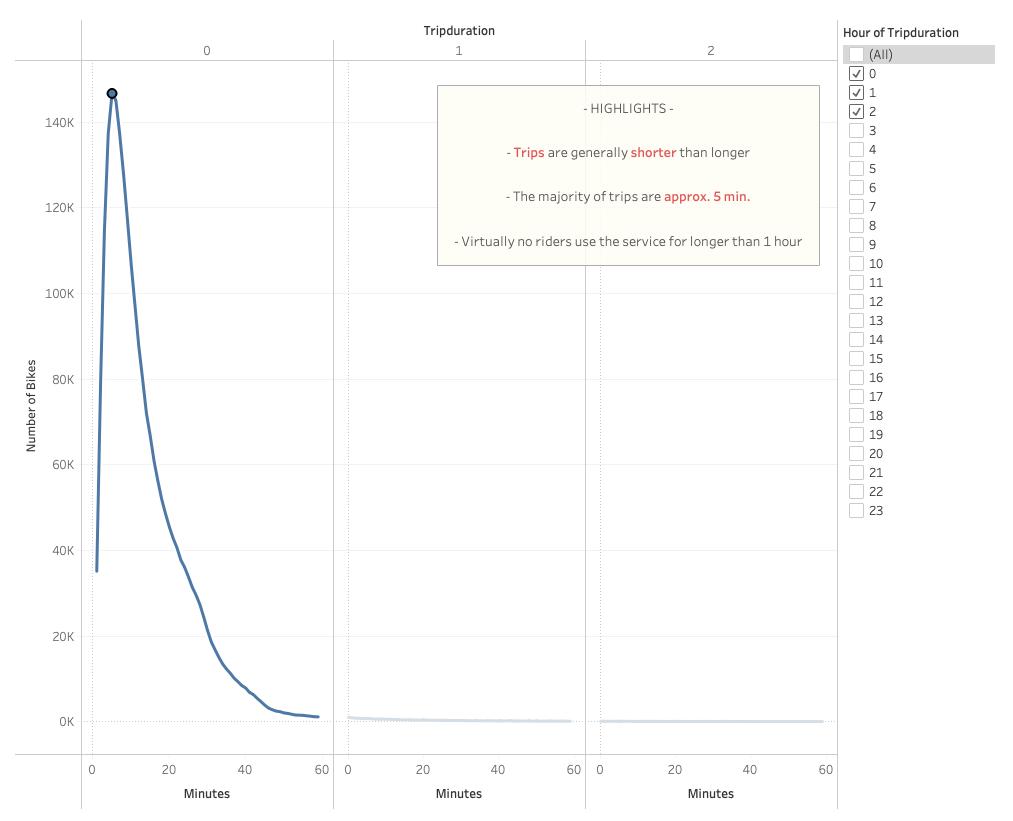 Tripduration
0
1
2
- HIGHLIGHTS -
- Trips are generally shorter than longer
- The majority of trips are approx. 5 min.
- Virtually no riders use the service for longer than 1 hour
Number of Bikes
140K
120K
100K
80K
60K
40K
20K
0K
0 20 40 60 0 20 40 60 0 20 40 60
Minutes Minutes Minutes
Hour of Tripduration
(All)
0
1
2
3
4
5
6
7
8
9
10
11
12
13
14
15
16
17
18
19
20
21
22
23